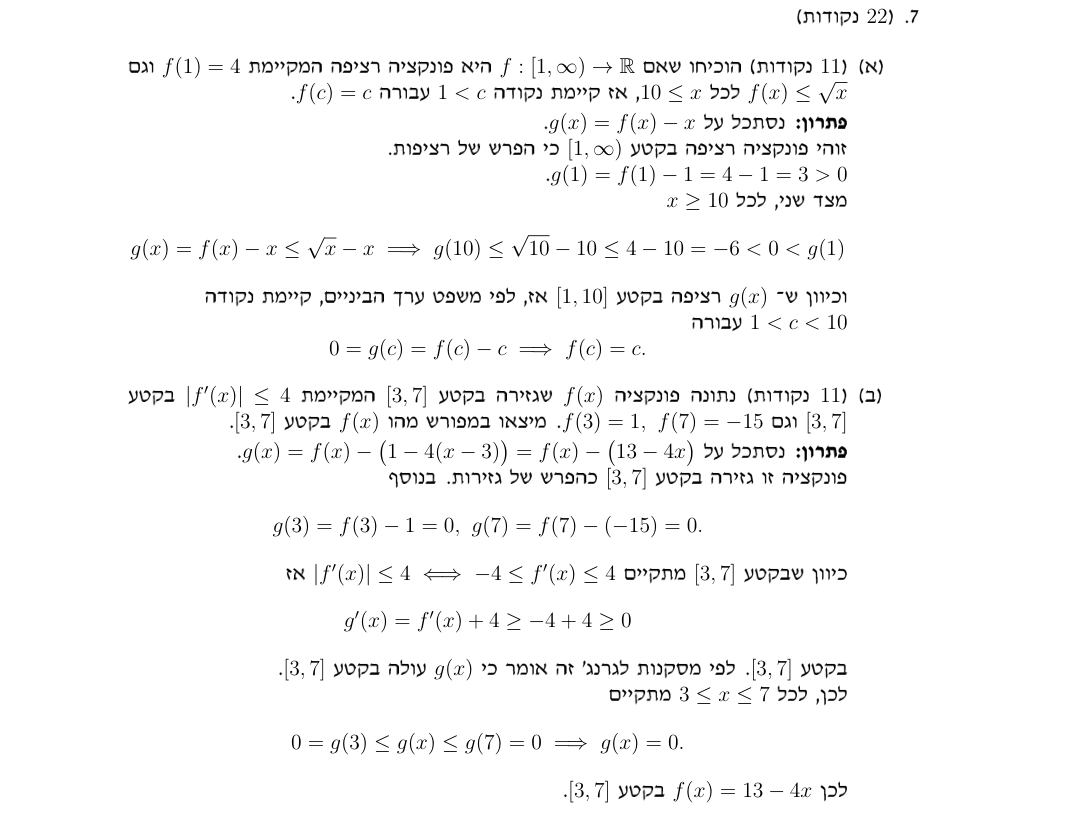 7. (22 נקודות)
(א) (11 נקודות) הוכיחו שאם f : [1, ∞) → ℝ היא פונקציה רציפה המקיימת f(1) = 4 וגם
f(x) ≤ √x לכל 10 ≤ x, אז קיימת נקודה 1 < c עבורה f(c) = c.
פתרון: נסתכל על g(x) = f(x) − x.
זוהי פונקציה רציפה בקטע [1, ∞) כי הפרש של רציפות.
g(1) = f(1) − 1 = 4 − 1 = 3 > 0.
מצד שני, לכל x ≥ 10
g(x) = f(x) − x ≤ √x − x ⟹ g(10) ≤ √10 − 10 ≤ 4 − 10 = −6 < 0 < g(1)
וכיוון ש־ g(x) רציפה בקטע [1, 10] אז, לפי משפט ערך הביניים, קיימת נקודה
1 < c < 10 עבורה
0 = g(c) = f(c) − c ⟹ f(c) = c.
(ב) (11 נקודות) נתונה פונקציה f(x) שגזירה בקטע [3, 7] המקיימת |f′(x)| ≤ 4 בקטע
[3, 7] וגם f(3) = 1, f(7) = −15. מיצאו במפורש מהו f(x) בקטע [3, 7].
פתרון: נסתכל על g(x) = f(x) − (1 − 4(x − 3)) = f(x) − (13 − 4x).
פונקציה זו גזירה בקטע [3, 7] כהפרש של גזירות. בנוסף
g(3) = f(3) − 1 = 0, g(7) = f(7) − (−15) = 0.
כיוון שבקטע [3, 7] מתקיים |f′(x)| ≤ 4 ⟺ −4 ≤ f′(x) ≤ 4 אז
g′(x) = f′(x) + 4 ≥ −4 + 4 ≥ 0
בקטע [3, 7]. לפי מסקנות לגרנג' זה אומר כי g(x) עולה בקטע [3, 7].
לכן, לכל 3 ≤ x ≤ 7 מתקיים
0 = g(3) ≤ g(x) ≤ g(7) = 0 ⟹ g(x) = 0.
לכן f(x) = 13 − 4x בקטע [3, 7].